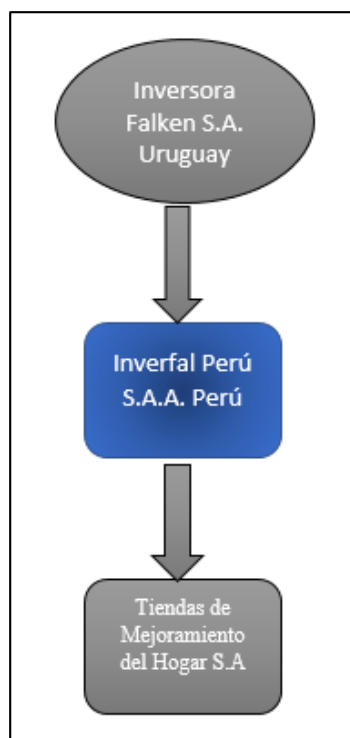 Inversora
Falken S.A.
Uruguay
Inverfal Perú
S.A.A. Perú
Tiendas de
Mejoramiento
del Hogar S.A